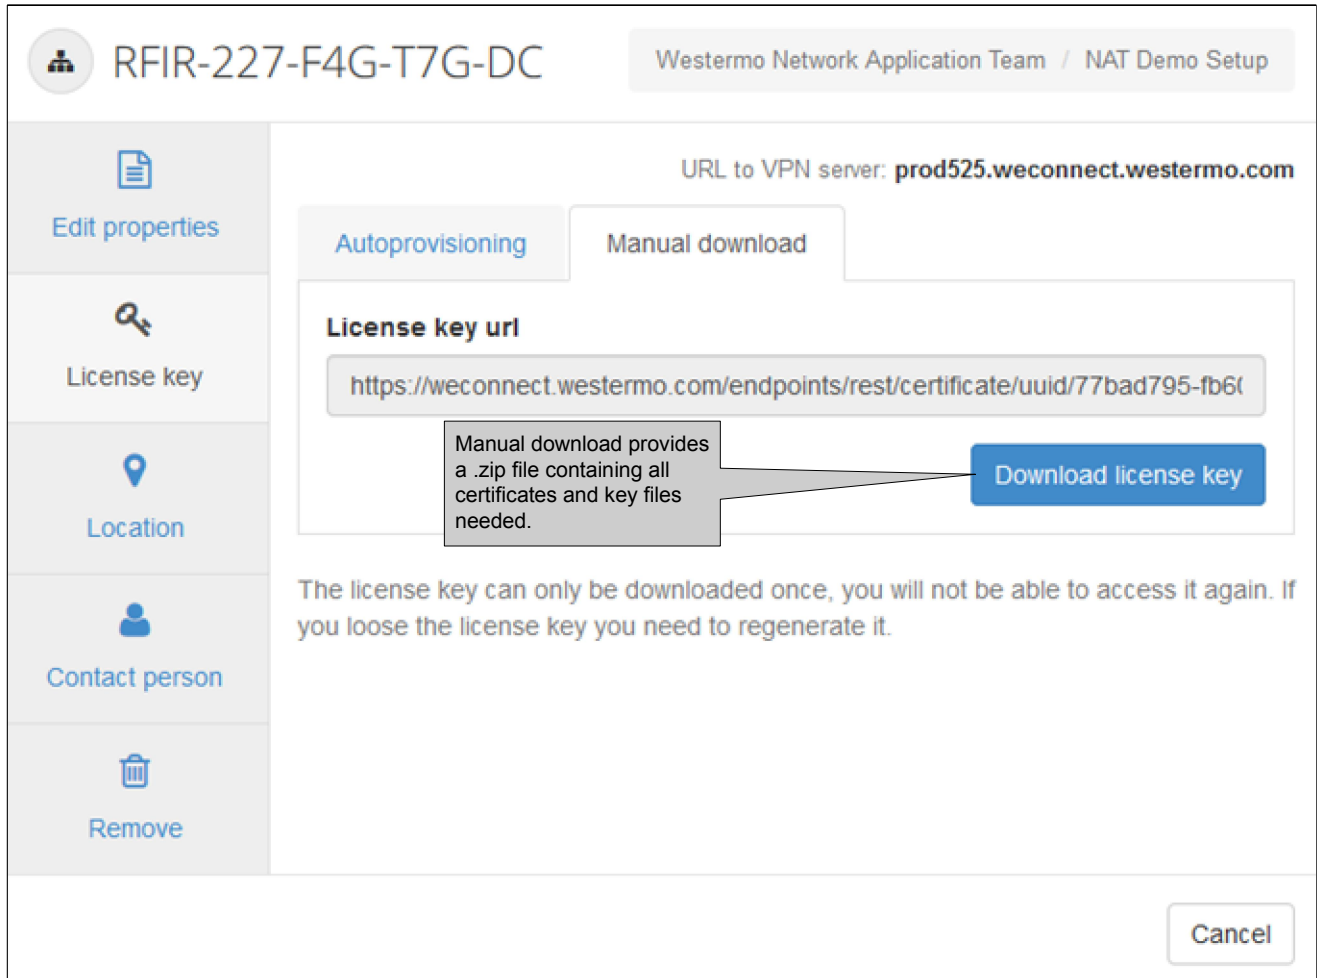 RFIR-227-F4G-T7G-DC
Westermo Network Application Team / NAT Demo Setup
Edit properties
License key
Location
Contact person
Remove
URL to VPN server: prod525.weconnect.westermo.com
Autoprovisioning
Manual download
License key url
https://weconnect.westermo.com/endpoints/rest/certificate/uuid/77bad795-fb60
Manual download provides
a .zip file containing all
certificates and key files
needed.
Download license key
The license key can only be downloaded once, you will not be able to access it again. If
you loose the license key you need to regenerate it.
Cancel